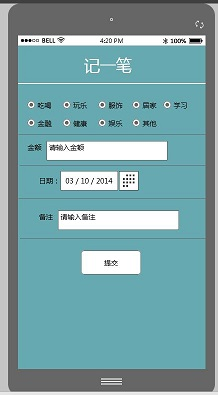 BELL 4:20 PM 100%
记一笔
吃喝 玩乐 服饰 居家 学习
金融 健康 娱乐 其他
金额 请输入金额
日期： 03 / 10 / 2014
备注 请输入备注
提交